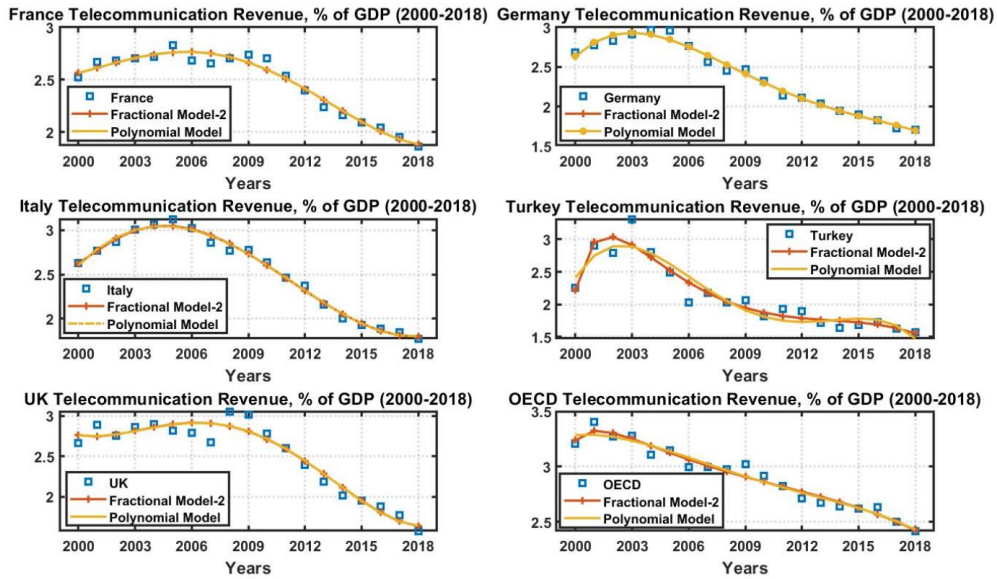 France Telecommunication Revenue, % of GDP (2000-2018)
3
2.5
2
France
Fractional Model-2
Polynomial Model
2000 2003 2006 2009 2012 2015 2018
Years
Germany Telecommunication Revenue, % of GDP (2000-2018)
3
2.5
2
1.5
Germany
Fractional Model-2
Polynomial Model
2000 2003 2006 2009 2012 2015 2018
Years
Italy Telecommunication Revenue, % of GDP (2000-2018)
3
2.5
2
Italy
Fractional Model-2
Polynomial Model
2000 2003 2006 2009 2012 2015 2018
Years
Turkey Telecommunication Revenue, % of GDP (2000-2018)
3
2.5
2
1.5
Turkey
Fractional Model-2
Polynomial Model
2000 2003 2006 2009 2012 2015 2018
Years
UK Telecommunication Revenue, % of GDP (2000-2018)
3
2.5
2
UK
Fractional Model-2
Polynomial Model
2000 2003 2006 2009 2012 2015 2018
Years
OECD Telecommunication Revenue, % of GDP (2000-2018)
3.5
3
2.5
OECD
Fractional Model-2
Polynomial Model
2000 2003 2006 2009 2012 2015 2018
Years